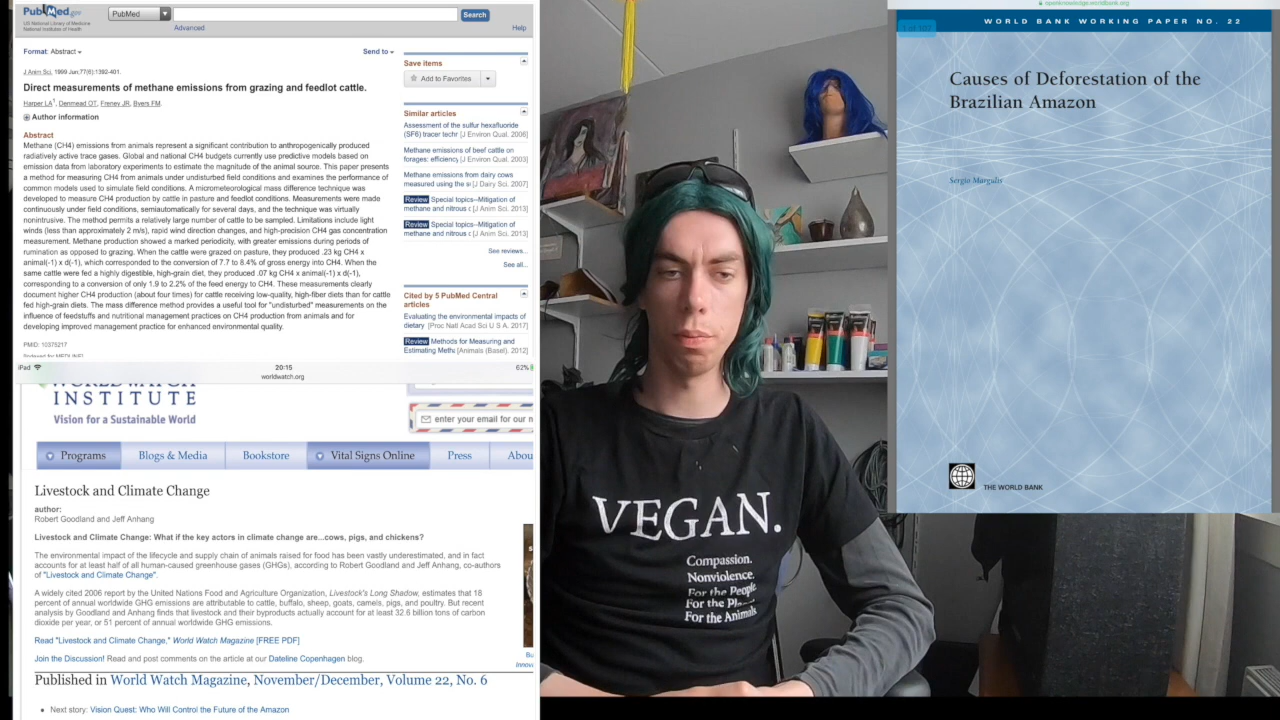 PubMed.gov
US National Library of Medicine
National Institutes of Health
PubMed
Search
Advanced
Help
Format: Abstract
Send to
J Anim Sci. 1999 Jun;77(6):1392-401.
Direct measurements of methane emissions from grazing and feedlot cattle.
Harper LA1, Denmead OT, Freney JR, Byers FM.
Author information
Abstract
Methane (CH4) emissions from animals represent a significant contribution to anthropogenically produced
radiatively active trace gases. Global and national CH4 budgets currently use predictive models based on
emission data from laboratory experiments to estimate the magnitude of the animal source. This paper presents
a method for measuring CH4 from animals under undisturbed field conditions and examines the performance of
common models used to simulate field conditions. A micrometeorological mass difference technique was
developed to measure CH4 production by cattle in pasture and feedlot conditions. Measurements were made
continuously under field conditions, semiautomatically for several days, and the technique was virtually
nonintrusive. The method permits a relatively large number of cattle to be sampled. Limitations include light
winds (less than approximately 2 m/s), rapid wind direction changes, and high-precision CH4 gas concentration
measurement. Methane production showed a marked periodicity, with greater emissions during periods of
rumination as opposed to grazing. When the cattle were grazed on pasture, they produced .23 kg CH4 x
animal(-1) x d(-1), which corresponded to the conversion of 7.7 to 8.4% of gross energy into CH4. When the
same cattle were fed a highly digestible, high-grain diet, they produced .07 kg CH4 x animal(-1) x d(-1),
corresponding to a conversion of only 1.9 to 2.2% of the feed energy to CH4. These measurements clearly
document higher CH4 production (about four times) for cattle receiving low-quality, high-fiber diets than for cattle
fed high-grain diets. The mass difference method provides a useful tool for "undisturbed" measurements on the
influence of feedstuffs and nutritional management practices on CH4 production from animals and for
developing improved management practice for enhanced environmental quality.
PMID: 10375217
Save items
Add to Favorites
Similar articles
Assessment of the sulfur hexafluoride
(SF6) tracer techr [J Environ Qual. 2006]
Methane emissions of beef cattle on
forages: efficiency [J Environ Qual. 2003]
Methane emissions from dairy cows
measured using the s [J Dairy Sci. 2007]
Review Special topics--Mitigation of
methane and nitrous c [J Anim Sci. 2013]
Review Special topics--Mitigation of
methane and nitrous c [J Anim Sci. 2013]
See reviews...
See all...
Cited by 5 PubMed Central
articles
Evaluating the environmental impacts of
dietary [Proc Natl Acad Sci U S A. 2017]
Review Methods for Measuring and
Estimating Metha [Animals (Basel). 2012]
iPad
20:15
62%
worldwatch.org
WORLDWATCH
INSTITUTE
Vision for a Sustainable World
enter your email for our n
Programs
Blogs & Media
Bookstore
Vital Signs Online
Press
Abou
Livestock and Climate Change
author:
Robert Goodland and Jeff Anhang
Livestock and Climate Change: What if the key actors in climate change are...cows, pigs, and chickens?
The environmental impact of the lifecycle and supply chain of animals raised for food has been vastly underestimated, and in fact
accounts for at least half of all human-caused greenhouse gases (GHGs), according to Robert Goodland and Jeff Anhang, co-authors
of "Livestock and Climate Change".
A widely cited 2006 report by the United Nations Food and Agriculture Organization, Livestock's Long Shadow, estimates that 18
percent of annual worldwide GHG emissions are attributable to cattle, buffalo, sheep, goats, camels, pigs, and poultry. But recent
analysis by Goodland and Anhang finds that livestock and their byproducts actually account for at least 32.6 billion tons of carbon
dioxide per year, or 51 percent of annual worldwide GHG emissions.
Read "Livestock and Climate Change," World Watch Magazine [FREE PDF]
Join the Discussion! Read and post comments on the article at our Dateline Copenhagen blog.
Published in World Watch Magazine, November/December, Volume 22, No. 6
Next story: Vision Quest: Who Will Control the Future of the Amazon
VEGAN.
Compassion.
Nonviolence.
For the People.
For the
For the Animals.
openknowledge.worldbank.org
WORLD BANK WORKING PAPER NO. 22
Causes of Deforestation of the
Brazilian Amazon
Sergio Margulis
THE WORLD BANK